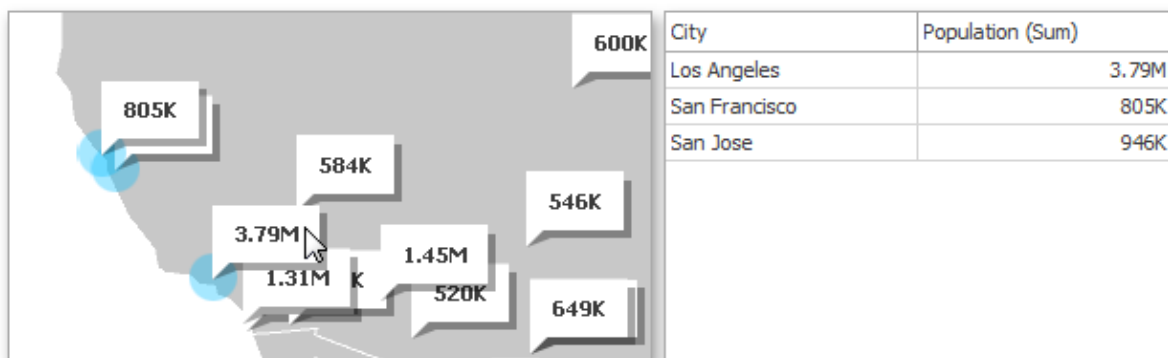 600K
805K
584K
546K
3.79M
1.45M
1.31M
K
520K
649K
City Population (Sum)
Los Angeles 3.79M
San Francisco 805K
San Jose 946K